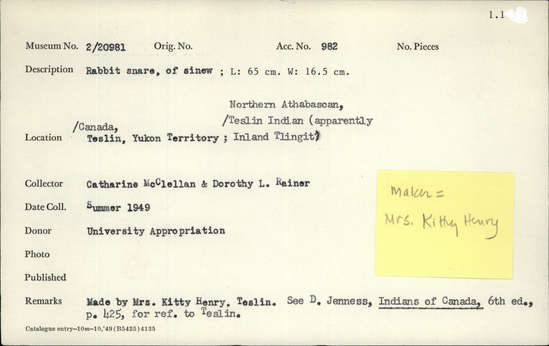 1.1
Museum No. 2/20981 Orig. No. Acc. No. 982 No. Pieces
Description Rabbit snare, of sinew ; L: 65 cm. W: 16.5 cm.
Northern Athabascan,
/Canada, /Teslin Indian (apparently
Location Teslin, Yukon Territory ; Inland Tlingit)
Collector Catharine McClellan & Dorothy L. Rainer
Date Coll. Summer 1949
Donor University Appropriation
Photo
Published
Remarks Made by Mrs. Kitty Henry, Teslin. See D. Jenness, Indians of Canada, 6th ed.,
p. 425, for ref. to Teslin.
Catalogue entry—10m—10,'49 (B5425) 4135
Maker =
Mrs. Kitty Henry